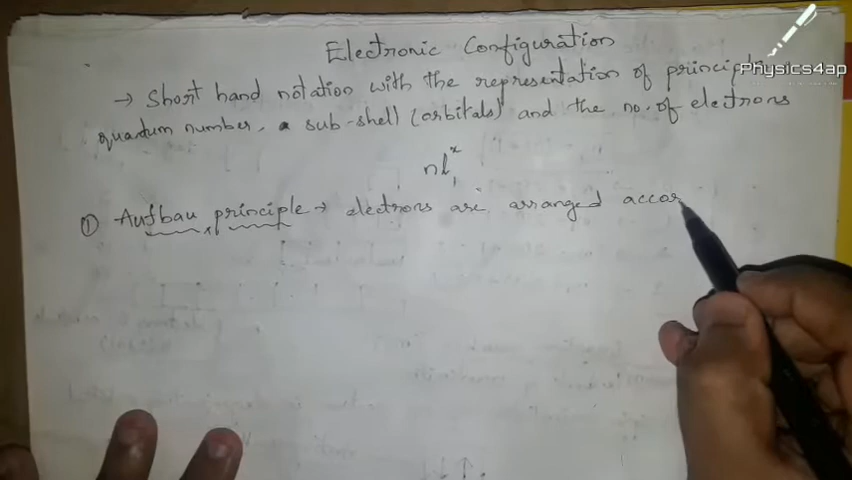 Physics4ap
Electronic Configuration
→ Short hand notation with the representation of principle
quantum number, sub-shell (orbitals) and the no. of electrons
nlˣ
① Aufbau principle → electrons are arranged accor